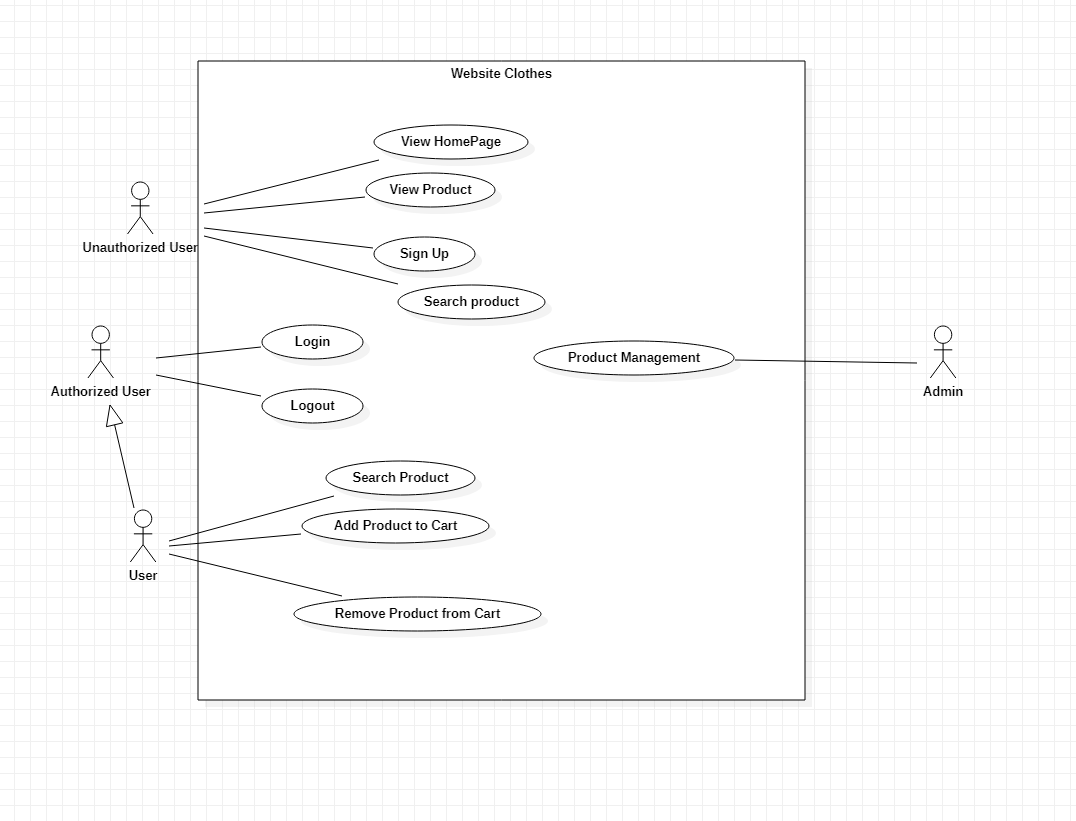 Website Clothes
View HomePage
View Product
Unauthorized User
Sign Up
Search product
Login
Product Management
Authorized User
Admin
Logout
Search Product
Add Product to Cart
User
Remove Product from Cart